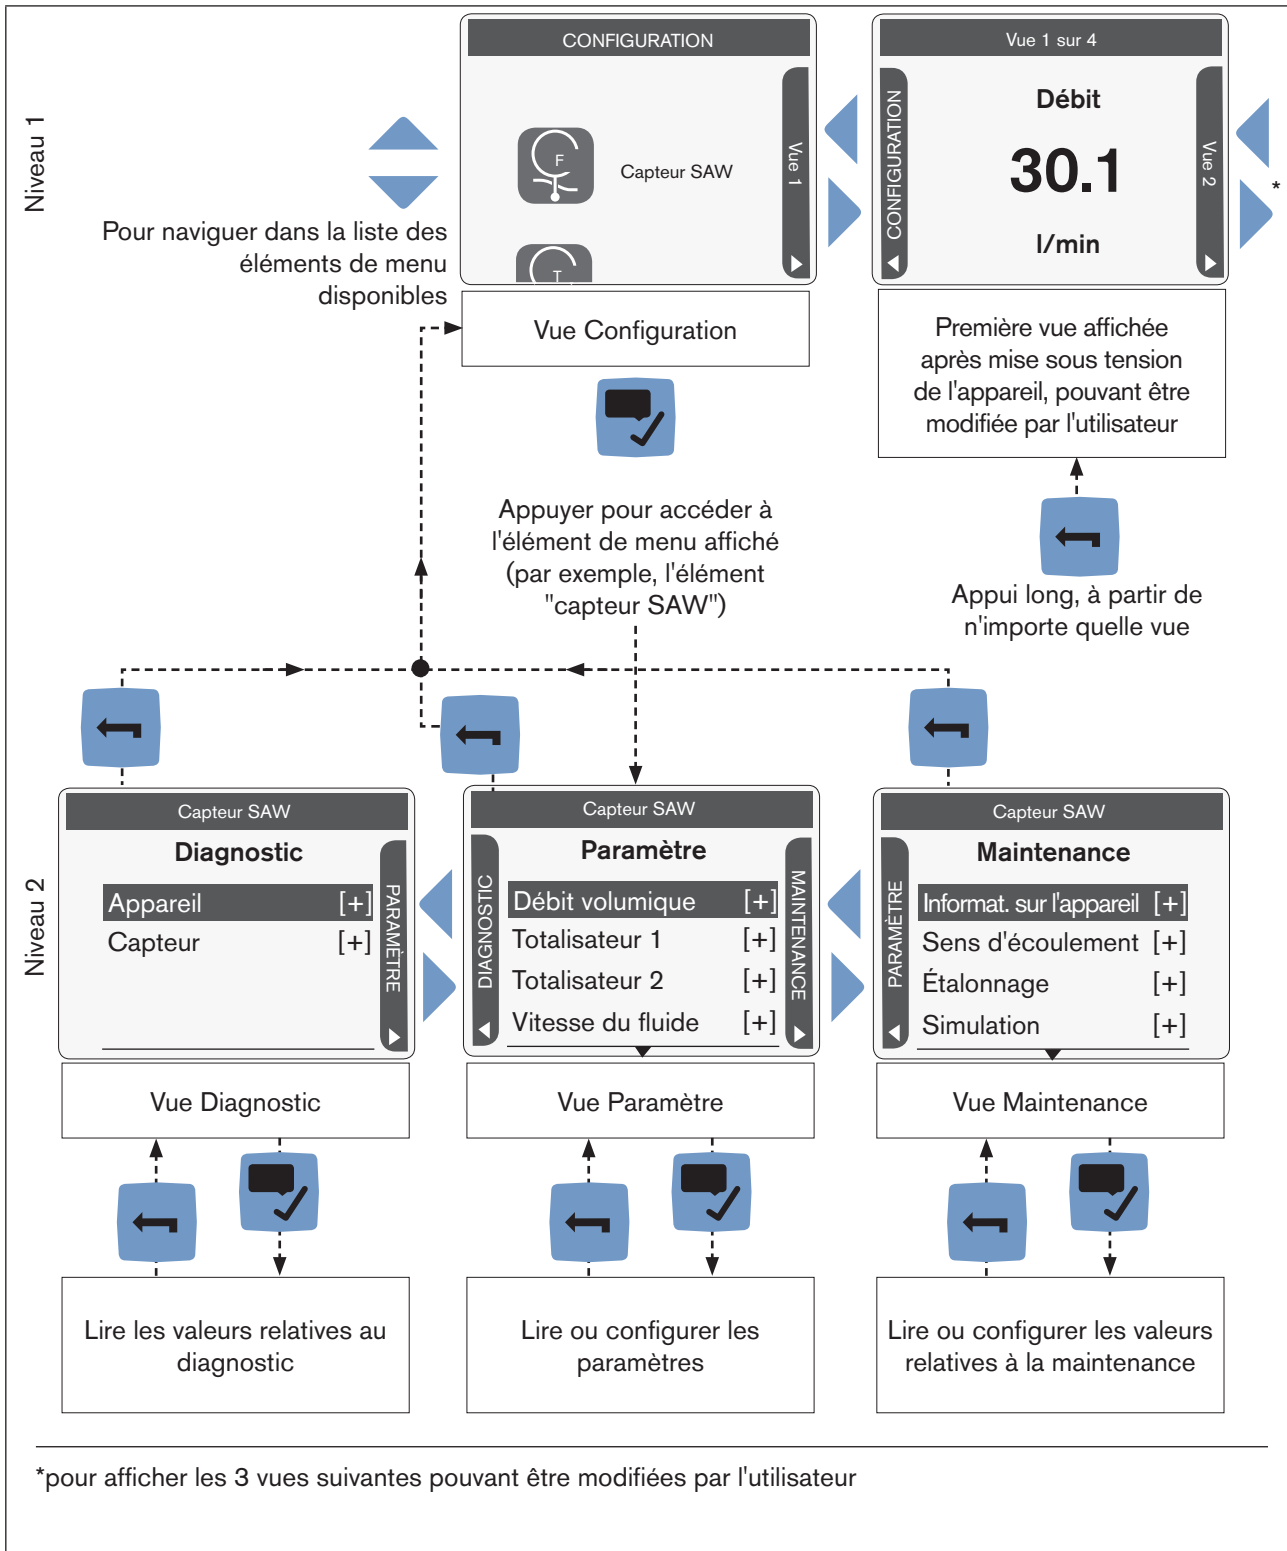 Niveau 1
CONFIGURATION
F
Capteur SAW
T
Vue 1
Vue 1 sur 4
CONFIGURATION
Débit
30.1
l/min
Vue 2
*
Pour naviguer dans la liste des
éléments de menu
disponibles
Vue Configuration
Première vue affichée
après mise sous tension
de l'appareil, pouvant être
modifiée par l'utilisateur
Appuyer pour accéder à
l'élément de menu affiché
(par exemple, l'élément
"capteur SAW")
Appui long, à partir de
n'importe quelle vue
Niveau 2
Capteur SAW
Diagnostic
Appareil [+]
Capteur [+]
PARAMÈTRE
Capteur SAW
Paramètre
DIAGNOSTIC
Débit volumique [+]
Totalisateur 1 [+]
Totalisateur 2 [+]
Vitesse du fluide [+]
MAINTENANCE
Capteur SAW
Maintenance
PARAMÈTRE
Informat. sur l'appareil [+]
Sens d'écoulement [+]
Étalonnage [+]
Simulation [+]
Vue Diagnostic
Vue Paramètre
Vue Maintenance
Lire les valeurs relatives au
diagnostic
Lire ou configurer les
paramètres
Lire ou configurer les valeurs
relatives à la maintenance
*pour afficher les 3 vues suivantes pouvant être modifiées par l'utilisateur